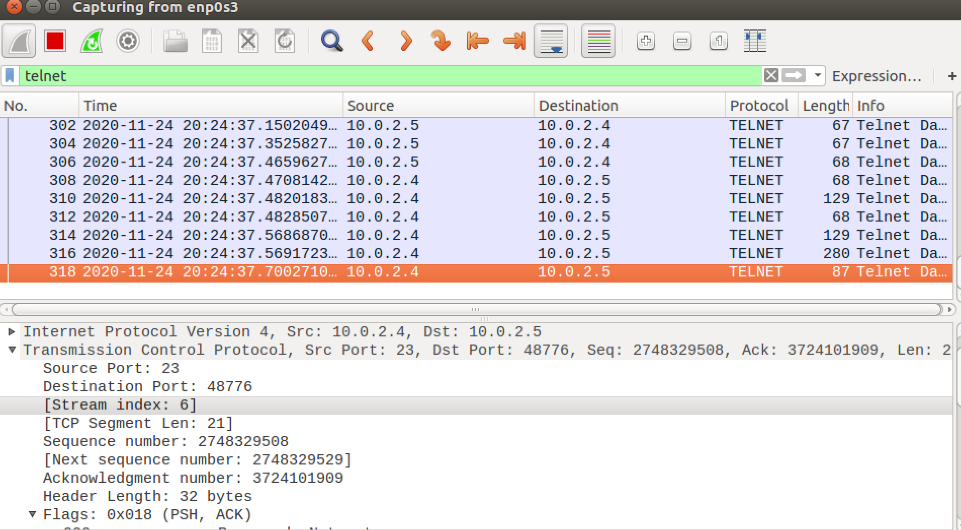 Capturing from enp0s3
telnet Expression… +
No. Time Source Destination Protocol Length Info
302 2020-11-24 20:24:37.1502049… 10.0.2.5 10.0.2.4 TELNET 67 Telnet Da…
304 2020-11-24 20:24:37.3525827… 10.0.2.5 10.0.2.4 TELNET 67 Telnet Da…
306 2020-11-24 20:24:37.4659627… 10.0.2.5 10.0.2.4 TELNET 68 Telnet Da…
308 2020-11-24 20:24:37.4708142… 10.0.2.4 10.0.2.5 TELNET 68 Telnet Da…
310 2020-11-24 20:24:37.4820183… 10.0.2.4 10.0.2.5 TELNET 129 Telnet Da…
312 2020-11-24 20:24:37.4828507… 10.0.2.4 10.0.2.5 TELNET 68 Telnet Da…
314 2020-11-24 20:24:37.5686870… 10.0.2.4 10.0.2.5 TELNET 129 Telnet Da…
316 2020-11-24 20:24:37.5691723… 10.0.2.4 10.0.2.5 TELNET 280 Telnet Da…
318 2020-11-24 20:24:37.7002710… 10.0.2.4 10.0.2.5 TELNET 87 Telnet Da…
Internet Protocol Version 4, Src: 10.0.2.4, Dst: 10.0.2.5
Transmission Control Protocol, Src Port: 23, Dst Port: 48776, Seq: 2748329508, Ack: 3724101909, Len: 2
Source Port: 23
Destination Port: 48776
[Stream index: 6]
[TCP Segment Len: 21]
Sequence number: 2748329508
[Next sequence number: 2748329529]
Acknowledgment number: 3724101909
Header Length: 32 bytes
Flags: 0x018 (PSH, ACK)